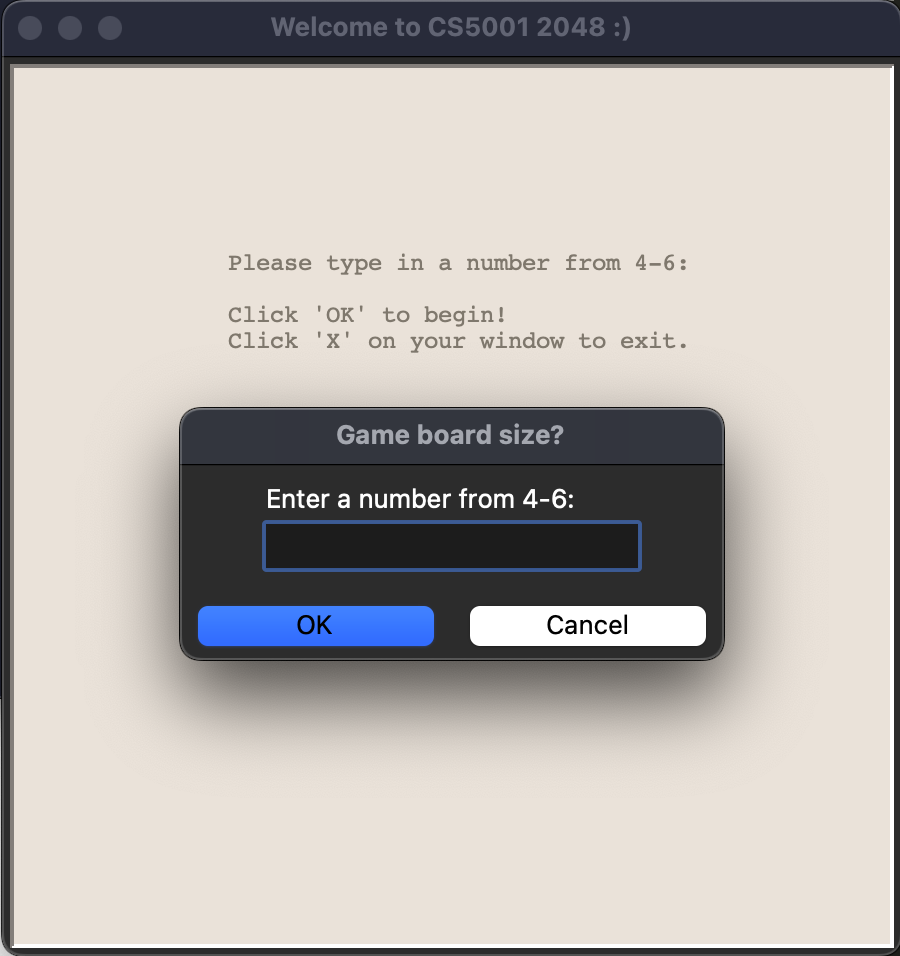 Welcome to CS5001 2048 :)
Please type in a number from 4-6:
Click 'OK' to begin!
Click 'X' on your window to exit.
Game board size?
Enter a number from 4-6:
OK Cancel